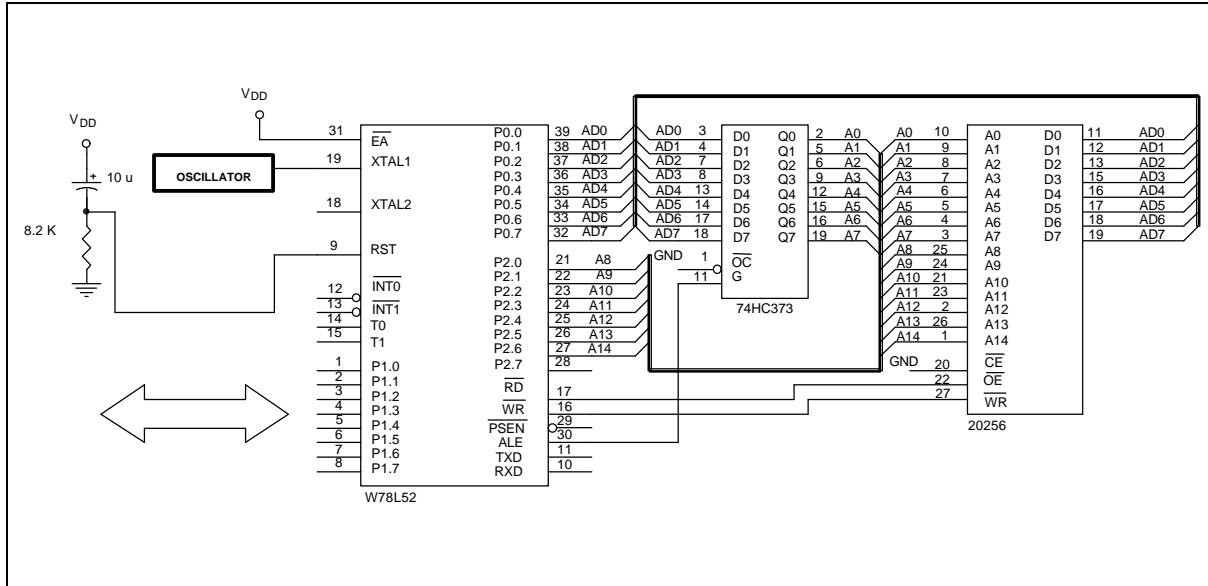 VDD
10 u
8.2 K
VDD
OSCILLATOR
31 EA
19 XTAL1
18 XTAL2
9 RST
12 INT0
13 INT1
14 T0
15 T1
1 P1.0
2 P1.1
3 P1.2
4 P1.3
5 P1.4
6 P1.5
7 P1.6
8 P1.7
P0.0 39 AD0
P0.1 38 AD1
P0.2 37 AD2
P0.3 36 AD3
P0.4 35 AD4
P0.5 34 AD5
P0.6 33 AD6
P0.7 32 AD7
P2.0 21 A8
P2.1 22 A9
P2.2 23 A10
P2.3 24 A11
P2.4 25 A12
P2.5 26 A13
P2.6 27 A14
P2.7 28
RD 17
WR 16
PSEN 29
ALE 30
TXD 11
RXD 10
W78L52
AD0 3 D0 Q0 2 A0
AD1 4 D1 Q1 5 A1
AD2 7 D2 Q2 6 A2
AD3 8 D3 Q3 9 A3
AD4 13 D4 Q4 12 A4
AD5 14 D5 Q5 15 A5
AD6 17 D6 Q6 16 A6
AD7 18 D7 Q7 19 A7
GND 1 OC
11 G
74HC373
A0 10 A0 D0 11 AD0
A1 9 A1 D1 12 AD1
A2 8 A2 D2 13 AD2
A3 7 A3 D3 15 AD3
A4 6 A4 D4 16 AD4
A5 5 A5 D5 17 AD5
A6 4 A6 D6 18 AD6
A7 3 A7 D7 19 AD7
A8 25 A8
A9 24 A9
A10 21 A10
A11 23 A11
A12 2 A12
A13 26 A13
A14 1 A14
GND 20 CE
22 OE
27 WR
20256